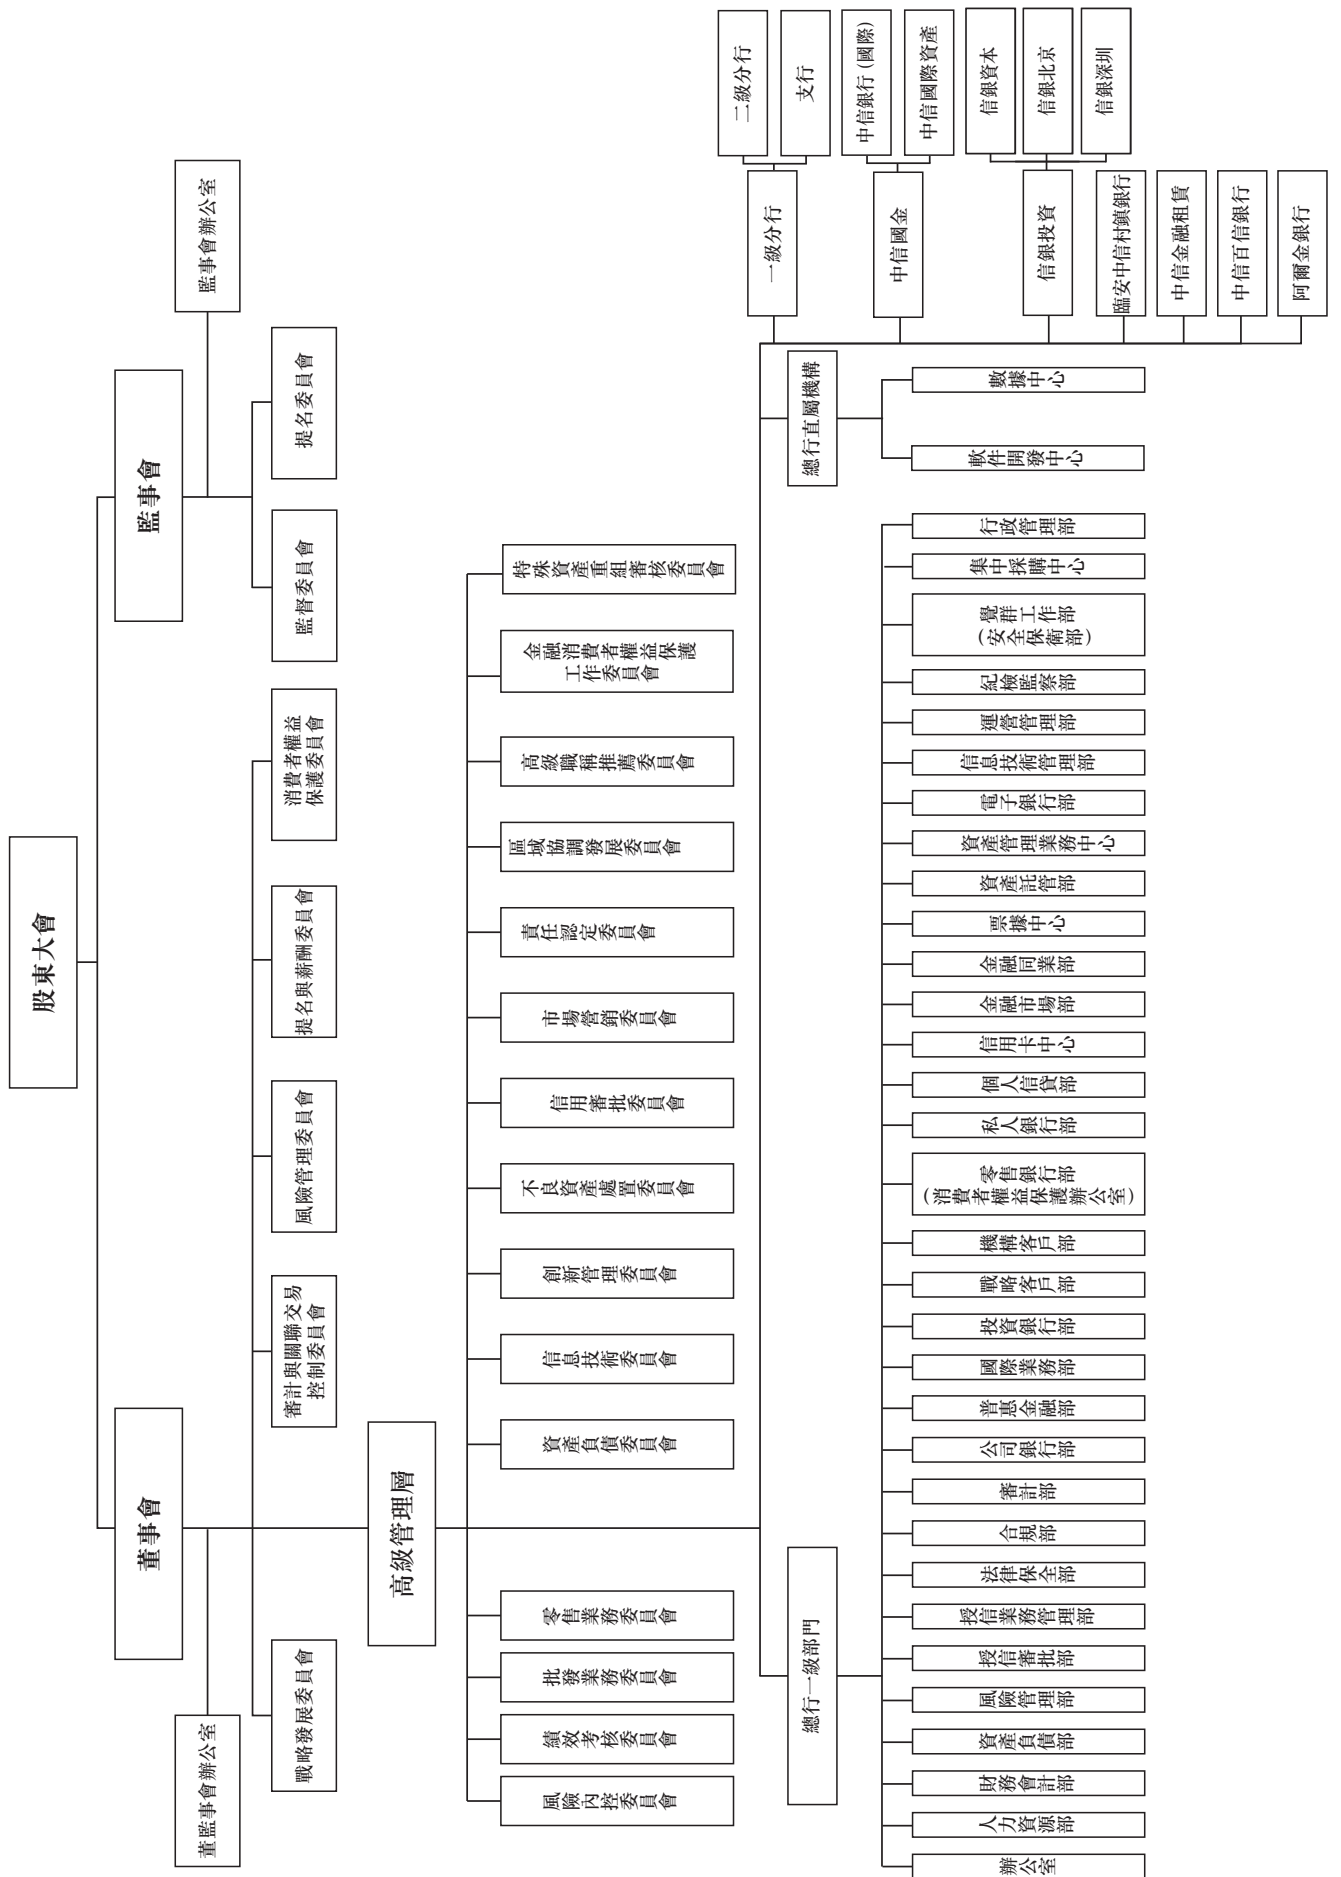 股東大會
董事會
監事會
董監事會辦公室
監事會辦公室
戰略發展委員會
審計與關聯交易
控制委員會
風險管理委員會
提名與薪酬委員會
消費者權益
保護委員會
監督委員會
提名委員會
高級管理層
風險內控委員會
績效考核委員會
批發業務委員會
零售業務委員會
資產負債委員會
信息技術委員會
創新管理委員會
不良資產處置委員會
信用審批委員會
市場營銷委員會
責任認定委員會
區域協調發展委員會
高級職稱推薦委員會
金融消費者權益保護
工作委員會
特殊資產重組審核委員會
總行一級部門
總行直屬機構
辦公室
人力資源部
財務會計部
資產負債部
風險管理部
授信審批部
授信業務管理部
法律保全部
合規部
審計部
公司銀行部
普惠金融部
國際業務部
投資銀行部
戰略客戶部
機構客戶部
零售銀行部
(消費者權益保護辦公室)
私人銀行部
個人信貸部
信用卡中心
金融市場部
金融同業部
票據中心
資產託管部
資產管理業務中心
電子銀行部
信息技術管理部
運營管理部
紀檢監察部
覺群工作部
(安全保衛部)
集中採購中心
行政管理部
軟件開發中心
數據中心
一級分行
二級分行
支行
中信國金
中信銀行(國際)
中信國際資產
信銀投資
信銀資本
信銀北京
信銀深圳
臨安中信村鎮銀行
中信金融租賃
中信百信銀行
阿爾金銀行